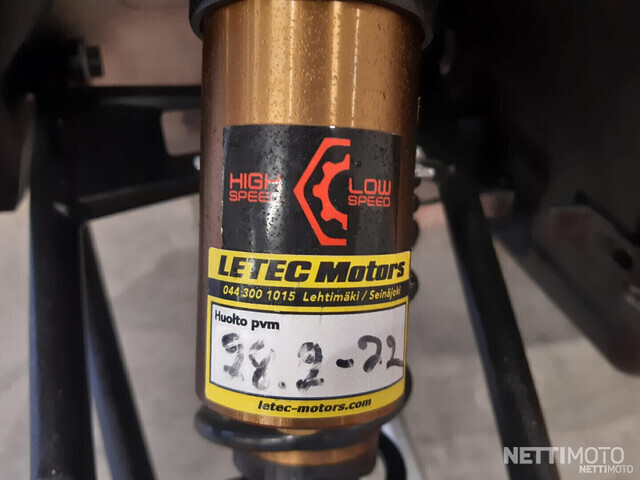 HIGH SPEED
LOW SPEED
LETEC Motors
044 300 1015 Lehtimäki / Seinäjoki
Huolto pvm
28.2-22
letec-motors.com
NETTIMOTO
NETTIMOTO